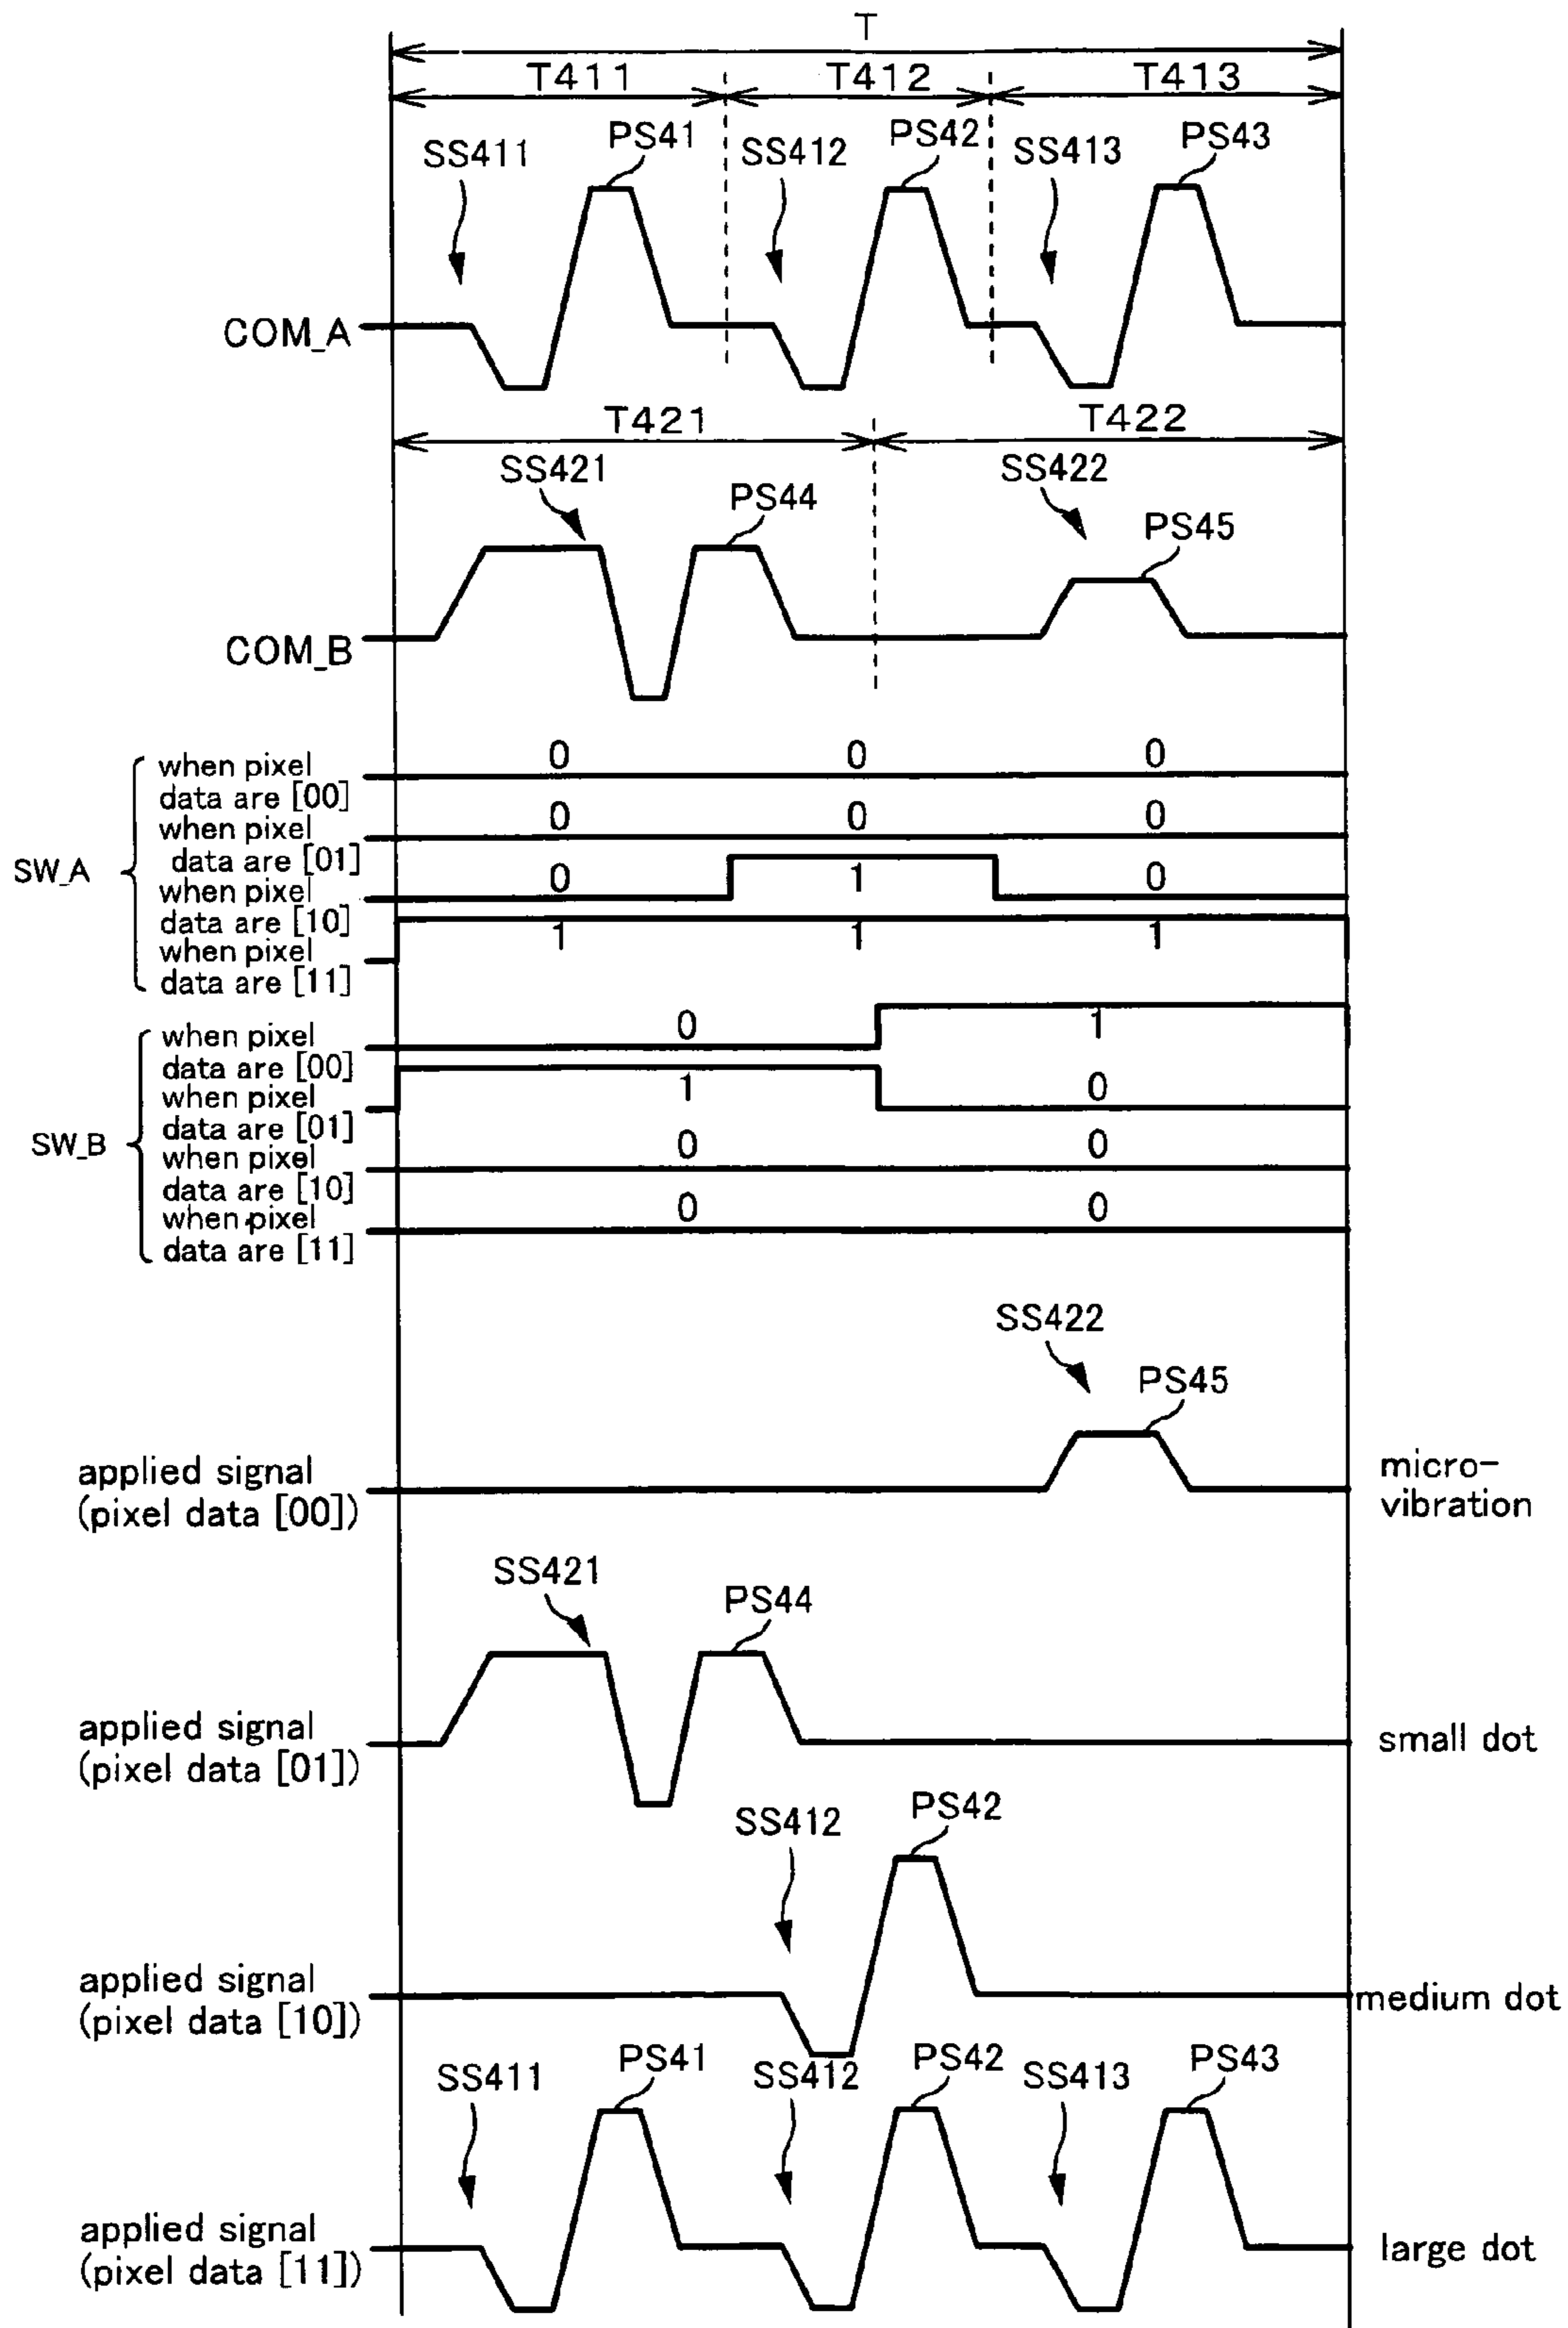 T
T411 T412 T413
SS411 PS41 SS412 PS42 SS413 PS43
COM_A
T421 T422
SS421 PS44 SS422 PS45
COM_B
SW_A
when pixel data are [00] 0 0 0
when pixel data are [01] 0 0 0
when pixel data are [10] 0 1 0
when pixel data are [11] 1 1 1
SW_B
when pixel data are [00] 0 1
when pixel data are [01] 1 0
when pixel data are [10] 0 0
when pixel data are [11] 0 0
SS422 PS45
applied signal
(pixel data [00])
micro-
vibration
SS421 PS44
applied signal
(pixel data [01])
small dot
SS412 PS42
applied signal
(pixel data [10])
medium dot
SS411 PS41 SS412 PS42 SS413 PS43
applied signal
(pixel data [11])
large dot